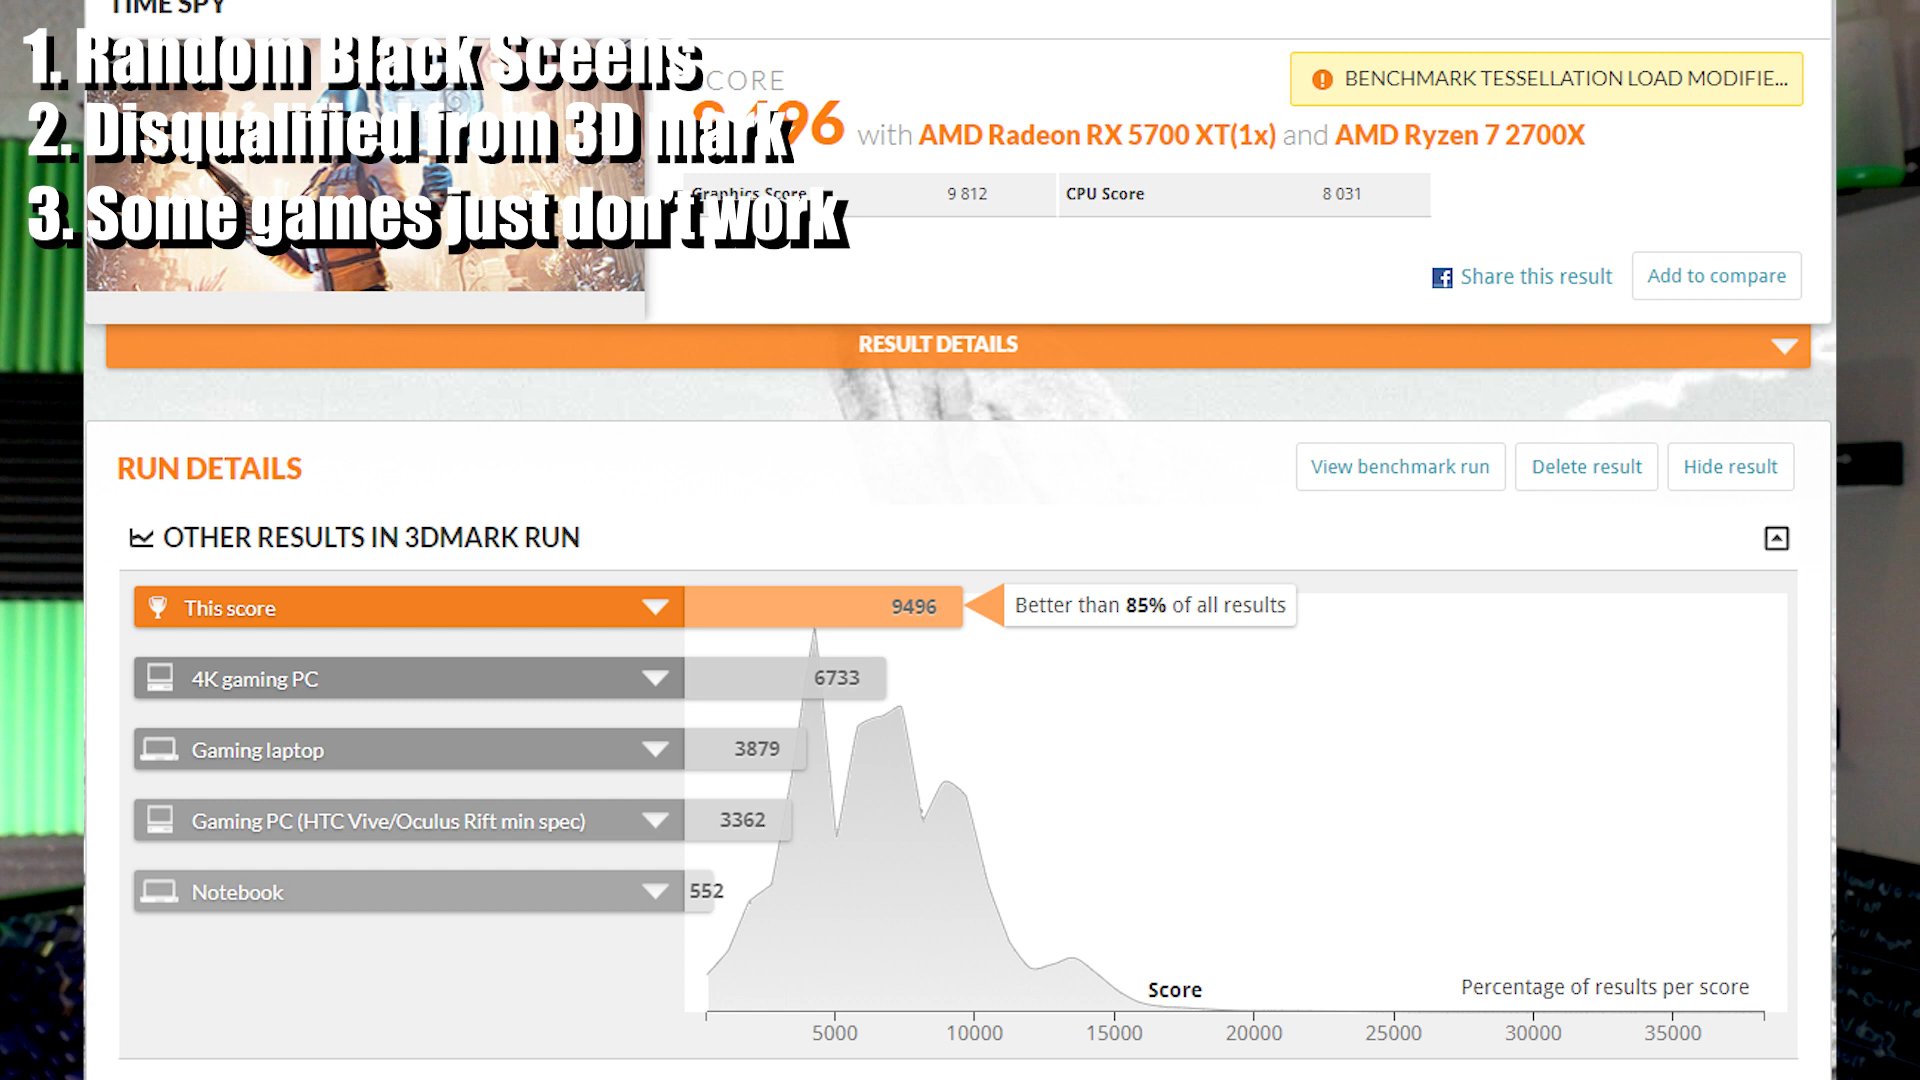 TIME SPY
1. Random Black Sceens
2. Disqualified from 3D mark
3. Some games just don't work
SCORE
9496 with AMD Radeon RX 5700 XT(1x) and AMD Ryzen 7 2700X
BENCHMARK TESSELLATION LOAD MODIFIE...
Graphics Score 9 812 CPU Score 8 031
Share this result Add to compare
RESULT DETAILS
RUN DETAILS
View benchmark run Delete result Hide result
OTHER RESULTS IN 3DMARK RUN
This score 9496 Better than 85% of all results
4K gaming PC 6733
Gaming laptop 3879
Gaming PC (HTC Vive/Oculus Rift min spec) 3362
Notebook 552
Score Percentage of results per score
5000 10000 15000 20000 25000 30000 35000